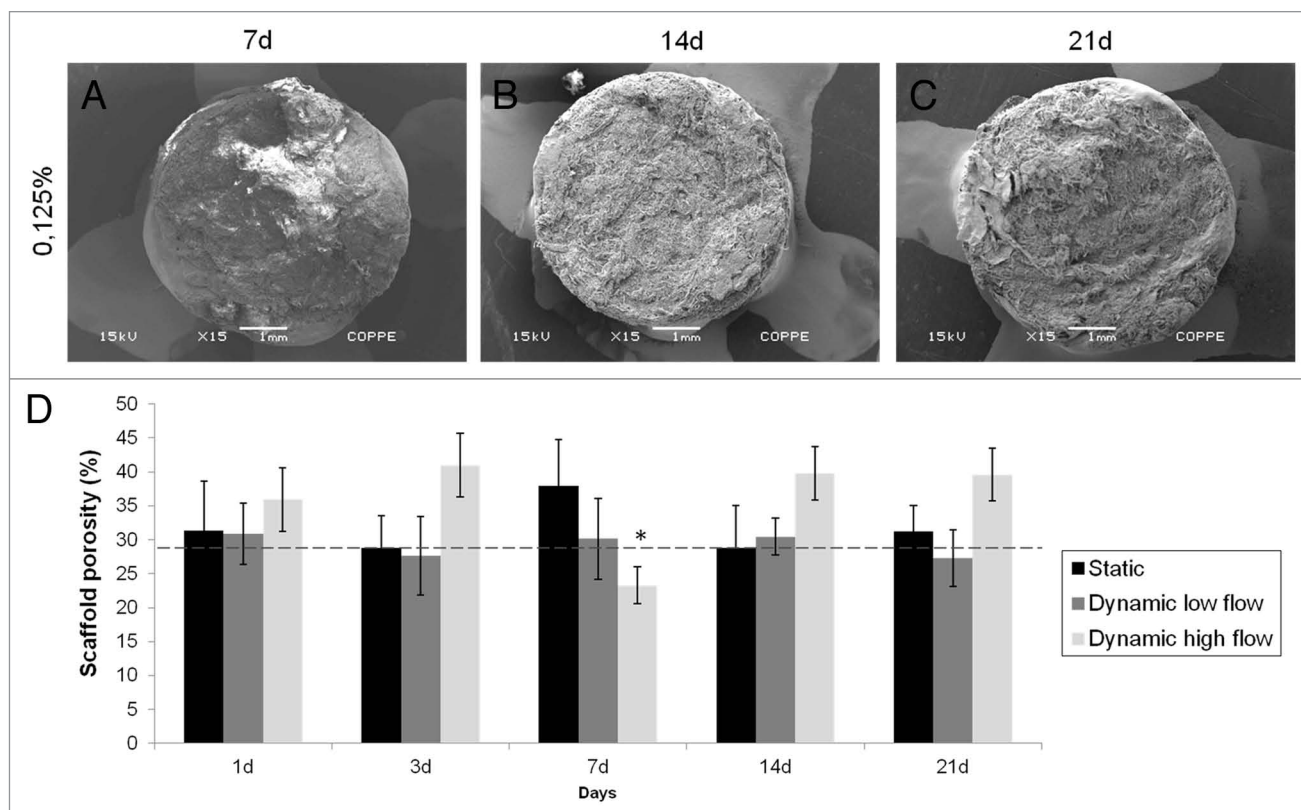 7d 14d 21d
A B C
0,125%
15kV X15 1mm COPPE 15kV X15 1mm COPPE 15kV X15 1mm COPPE
D
50
45
40
35
30
25
20
15
10
5
0
Scaffold porosity (%)
*
1d 3d 7d 14d 21d
Days
Static
Dynamic low flow
Dynamic high flow